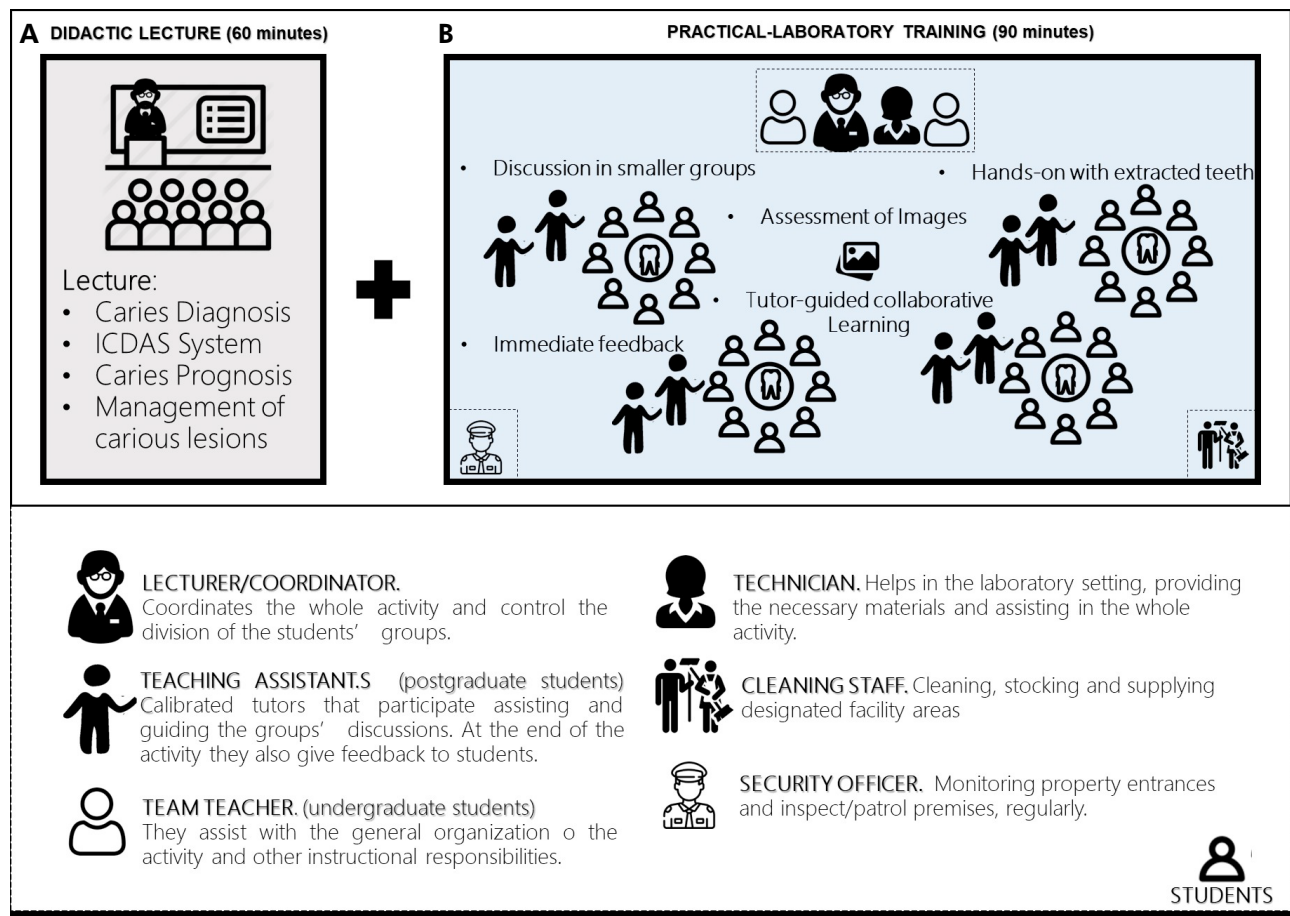 A DIDACTIC LECTURE (60 minutes)
Lecture:
• Caries Diagnosis
• ICDAS System
• Caries Prognosis
• Management of
carious lesions
B PRACTICAL-LABORATORY TRAINING (90 minutes)
• Discussion in smaller groups
• Hands-on with extracted teeth
• Assessment of Images
• Tutor-guided collaborative
Learning
• Immediate feedback
LECTURER/COORDINATOR.
Coordinates the whole activity and control the
division of the students’ groups.
TEACHING ASSISTANT.S (postgraduate students)
Calibrated tutors that participate assisting and
guiding the groups’ discussions. At the end of the
activity they also give feedback to students.
TEAM TEACHER. (undergraduate students)
They assist with the general organization o the
activity and other instructional responsibilities.
TECHNICIAN. Helps in the laboratory setting, providing
the necessary materials and assisting in the whole
activity.
CLEANING STAFF. Cleaning, stocking and supplying
designated facility areas
SECURITY OFFICER. Monitoring property entrances
and inspect/patrol premises, regularly.
STUDENTS